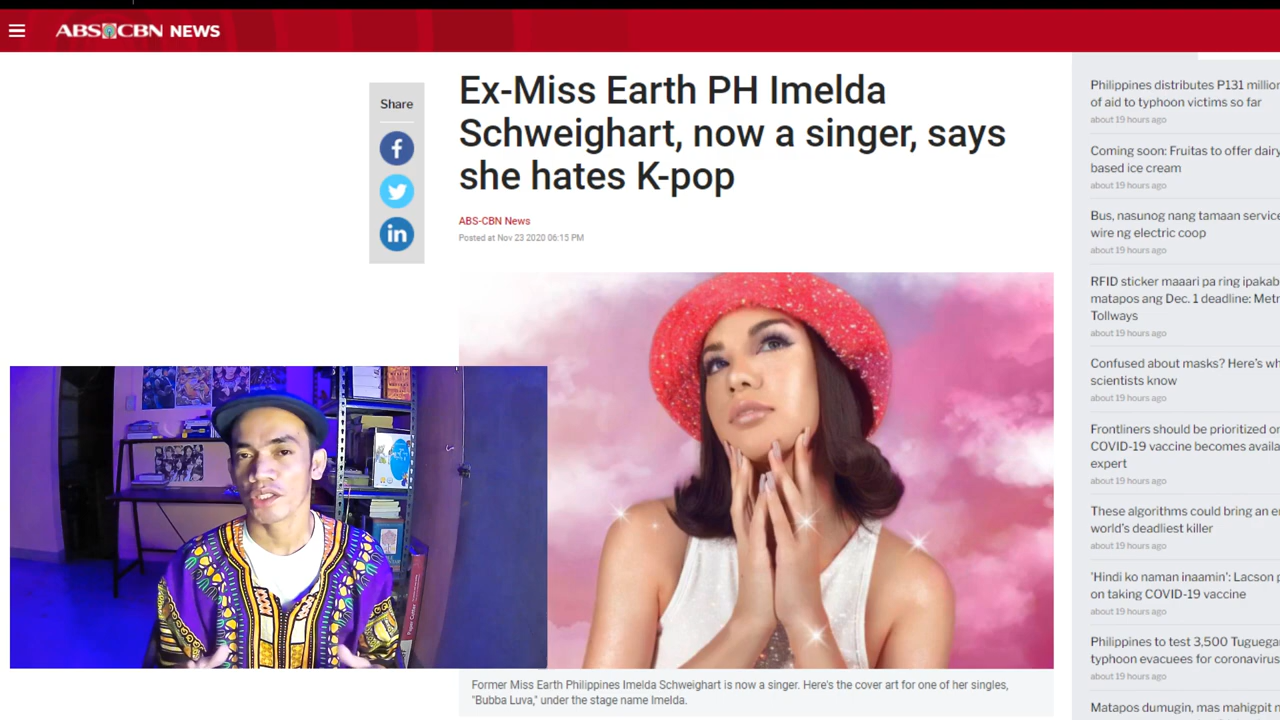 ABS CBN NEWS
Share
Ex-Miss Earth PH Imelda
Schweighart, now a singer, says
she hates K-pop
ABS-CBN News
Posted at Nov 23 2020 06:15 PM
Former Miss Earth Philippines Imelda Schweighart is now a singer. Here's the cover art for one of her singles,
"Bubba Luva," under the stage name Imelda.
Philippines distributes P131 million
of aid to typhoon victims so far
about 19 hours ago
Coming soon: Fruitas to offer dairy
based ice cream
about 19 hours ago
Bus, nasunog nang tamaan service
wire ng electric coop
about 19 hours ago
RFID sticker maaari pa ring ipakab
matapos ang Dec. 1 deadline: Metr
Tollways
about 19 hours ago
Confused about masks? Here's wh
scientists know
about 19 hours ago
Frontliners should be prioritized on
COVID-19 vaccine becomes availa
expert
about 19 hours ago
These algorithms could bring an e
world's deadliest killer
about 19 hours ago
'Hindi ko naman inaamin': Lacson p
on taking COVID-19 vaccine
about 19 hours ago
Philippines to test 3,500 Tuguega
typhoon evacuees for coronavirus
about 19 hours ago
Matapos dumugin, mas mahigpit n